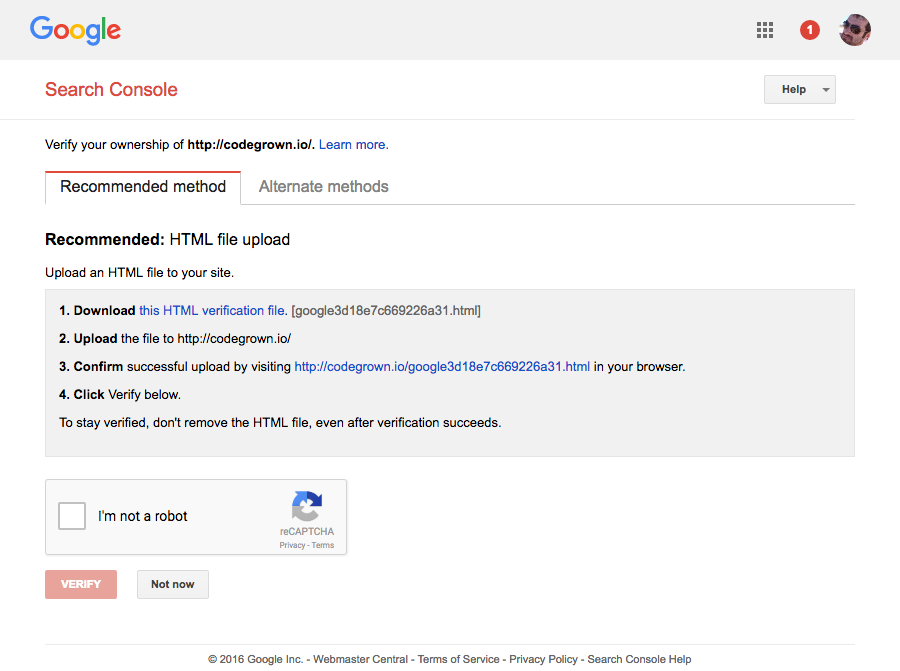 Google
1
Search Console
Help
Verify your ownership of http://codegrown.io/. Learn more.
Recommended method
Alternate methods
Recommended: HTML file upload
Upload an HTML file to your site.
1. Download this HTML verification file. [google3d18e7c669226a31.html]
2. Upload the file to http://codegrown.io/
3. Confirm successful upload by visiting http://codegrown.io/google3d18e7c669226a31.html in your browser.
4. Click Verify below.
To stay verified, don't remove the HTML file, even after verification succeeds.
I'm not a robot
reCAPTCHA
Privacy - Terms
VERIFY
Not now
© 2016 Google Inc. - Webmaster Central - Terms of Service - Privacy Policy - Search Console Help